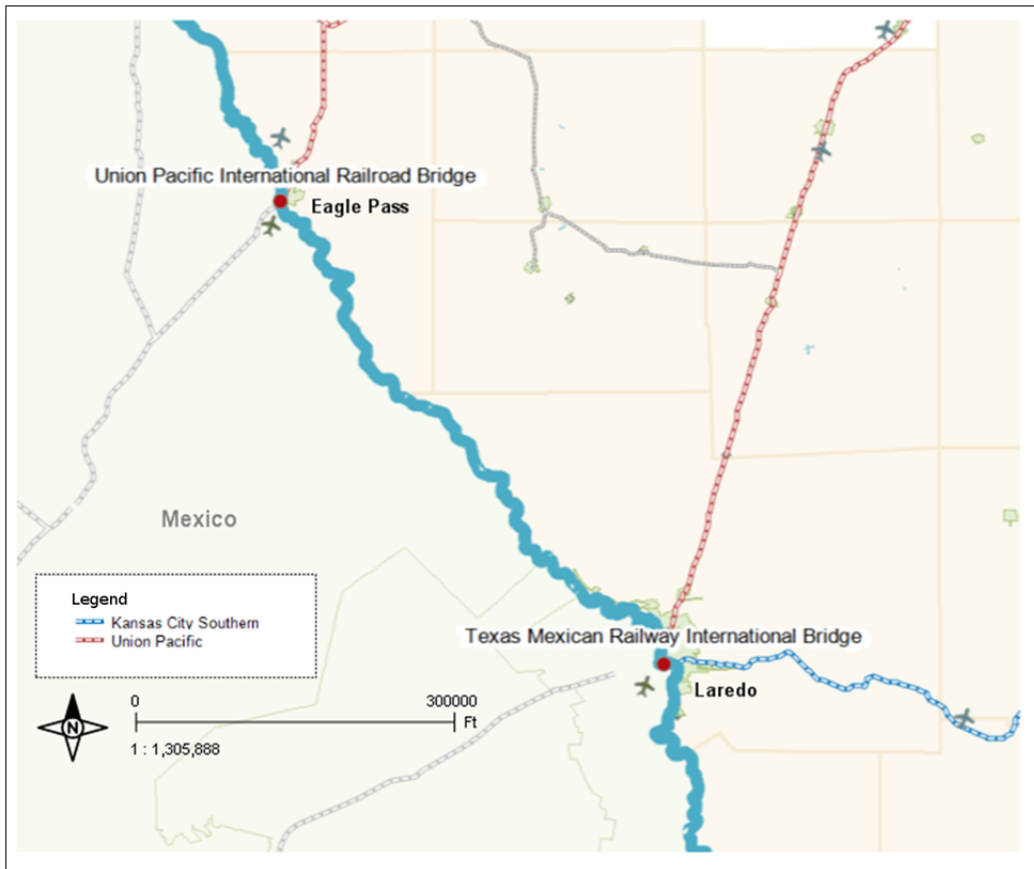 Union Pacific International Railroad Bridge
Eagle Pass
Mexico
Legend
Kansas City Southern
Union Pacific
Texas Mexican Railway International Bridge
Laredo
0 300000
Ft
N
1 : 1,305,888